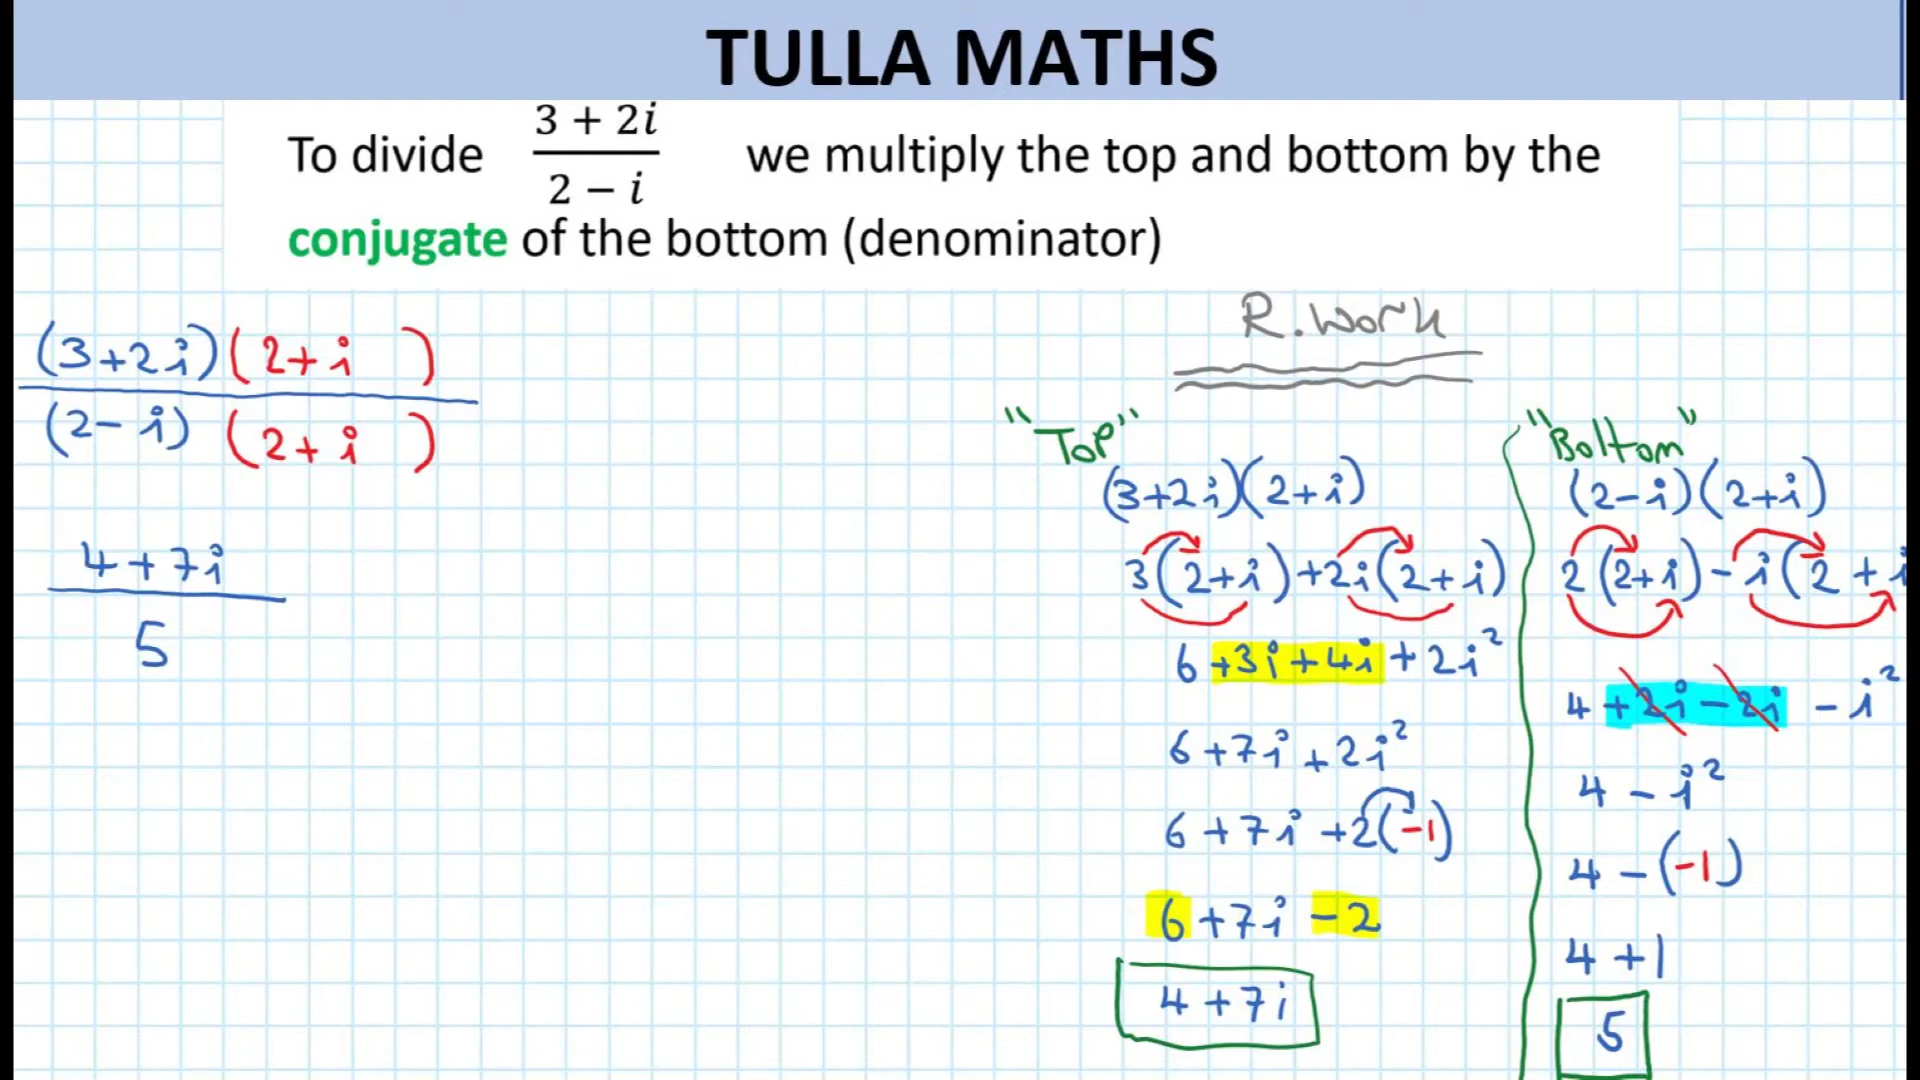 TULLA MATHS
To divide (3 + 2i)/(2 − i) we multiply the top and bottom by the
conjugate of the bottom (denominator)
(3+2i)(2+i )
(2-i) (2+i )
4+7i
5
R.Work
"Top"
(3+2i)(2+i)
3(2+i)+2i(2+i)
6+3i+4i+2i²
6+7i+2i²
6+7i+2(-1)
6+7i-2
4+7i
"Bottom"
(2-i)(2+i)
2(2+i)-i(2+i
4+2i-2i-i²
4-i²
4-(-1)
4+1
5